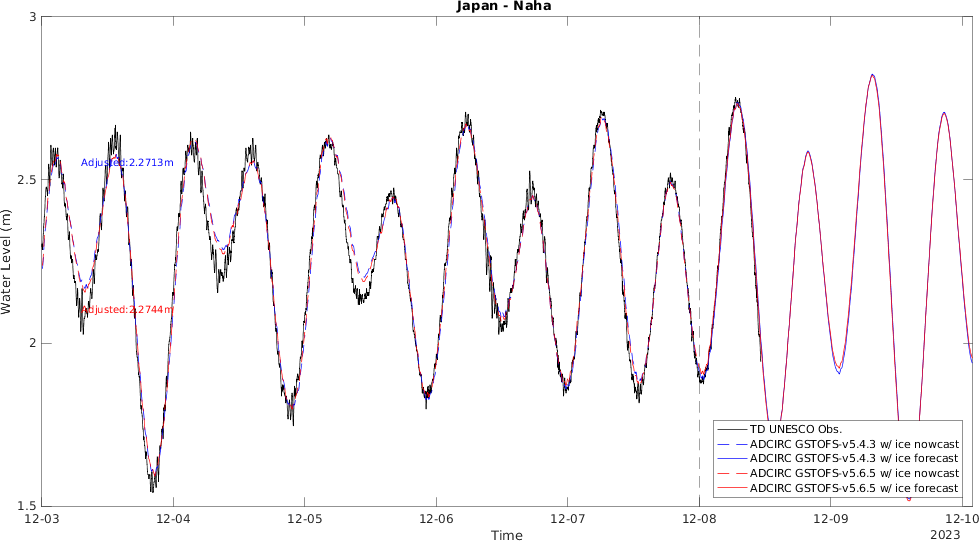 Japan - Naha
3
2.5
2
1.5
Water Level (m)
Adjusted:2.2713m
Adjusted:2.2744m
TD UNESCO Obs.
ADCIRC GSTOFS-v5.4.3 w/ ice nowcast
ADCIRC GSTOFS-v5.4.3 w/ ice forecast
ADCIRC GSTOFS-v5.6.5 w/ ice nowcast
ADCIRC GSTOFS-v5.6.5 w/ ice forecast
12-03 12-04 12-05 12-06 12-07 12-08 12-09 12-10
Time
2023